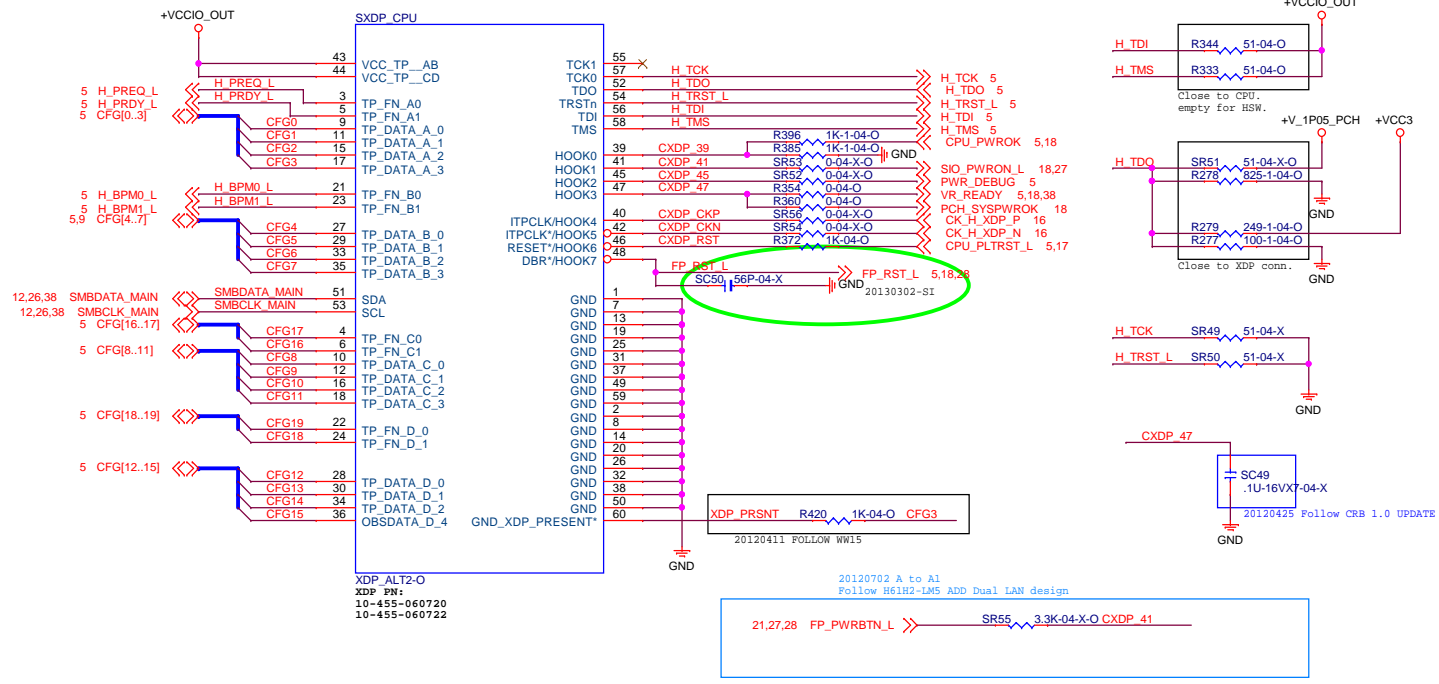 +VCCIO_OUT
SXDP_CPU
43 VCC_TP__AB
44 VCC_TP__CD
5 H_PREQ_L H_PREQ_L 3 TP_FN_A0
5 H_PRDY_L H_PRDY_L 5 TP_FN_A1
5 CFG[0..3]
CFG0 9 TP_DATA_A_0
CFG1 11 TP_DATA_A_1
CFG2 15 TP_DATA_A_2
CFG3 17 TP_DATA_A_3
5 H_BPM0_L H_BPM0_L 21 TP_FN_B0
5 H_BPM1_L H_BPM1_L 23 TP_FN_B1
5,9 CFG[4..7]
CFG4 27 TP_DATA_B_0
CFG5 29 TP_DATA_B_1
CFG6 33 TP_DATA_B_2
CFG7 35 TP_DATA_B_3
12,26,38 SMBDATA_MAIN SMBDATA_MAIN 51 SDA
12,26,38 SMBCLK_MAIN SMBCLK_MAIN 53 SCL
5 CFG[16..17]
CFG17 4 TP_FN_C0
CFG16 6 TP_FN_C1
5 CFG[8..11]
CFG8 10 TP_DATA_C_0
CFG9 12 TP_DATA_C_1
CFG10 16 TP_DATA_C_2
CFG11 18 TP_DATA_C_3
5 CFG[18..19]
CFG19 22 TP_FN_D_0
CFG18 24 TP_FN_D_1
5 CFG[12..15]
CFG12 28 TP_DATA_D_0
CFG13 30 TP_DATA_D_1
CFG14 34 TP_DATA_D_2
CFG15 36 OBSDATA_D_4
TCK1 55
TCK0 57 H_TCK H_TCK 5
TDO 52 H_TDO H_TDO 5
TRSTn 54 H_TRST_L H_TRST_L 5
TDI 56 H_TDI H_TDI 5
TMS 58 H_TMS H_TMS 5
R396 1K-1-04-O CPU_PWROK 5,18
HOOK0 39 CXDP_39 R385 1K-1-04-O GND
HOOK1 41 CXDP_41 SR53 0-04-X-O SIO_PWRON_L 18,27
HOOK2 45 CXDP_45 SR52 0-04-X-O PWR_DEBUG 5
HOOK3 47 CXDP_47 R354 0-04-O VR_READY 5,18,38
R360 0-04-O PCH_SYSPWROK 18
ITPCLK/HOOK4 40 CXDP_CKP SR56 0-04-X-O CK_H_XDP_P 16
ITPCLK*/HOOK5 42 CXDP_CKN SR54 0-04-X-O CK_H_XDP_N 16
RESET*/HOOK6 46 CXDP_RST R372 1K-04-O CPU_PLTRST_L 5,17
DBR*/HOOK7 48
FP_RST_L FP_RST_L 5,18,28
SC50 56P-04-X GND
20130302-SI
GND 1
GND 7
GND 13
GND 19
GND 25
GND 31
GND 37
GND 49
GND 59
GND 2
GND 8
GND 14
GND 20
GND 26
GND 32
GND 38
GND 50
GND_XDP_PRESENT* 60
XDP_PRSNT R420 1K-04-O CFG3
20120411 FOLLOW WW15
GND
XDP_ALT2-O
XDP PN:
10-455-060720
10-455-060722
+VCCIO_OUT
H_TDI R344 51-04-O
H_TMS R333 51-04-O
Close to CPU.
empty for HSW.
+V_1P05_PCH +VCC3
H_TDO SR51 51-04-X-O
R278 825-1-04-O
GND
R279 249-1-04-O
R277 100-1-04-O
Close to XDP conn.
GND
H_TCK SR49 51-04-X
H_TRST_L SR50 51-04-X
GND
CXDP_47
SC49
.1U-16VX7-04-X
20120425 Follow CRB 1.0 UPDATE
GND
20120702 A to A1
Follow H61H2-LM5 ADD Dual LAN design
21,27,28 FP_PWRBTN_L SR55 3.3K-04-X-O CXDP_41